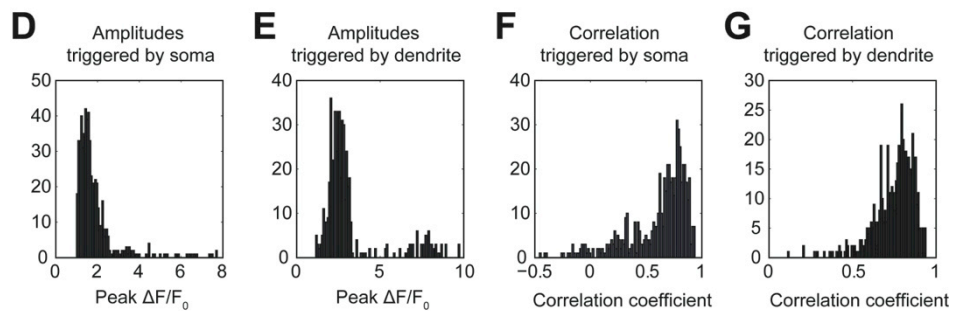 D
Amplitudes
triggered by soma
50
40
30
20
10
0
0
2
4
6
8
Peak ΔF/F0
E
Amplitudes
triggered by dendrite
40
30
20
10
0
0
5
10
Peak ΔF/F0
F
Correlation
triggered by soma
40
30
20
10
0
−0.5
0
0.5
1
Correlation coefficient
G
Correlation
triggered by dendrite
30
25
20
15
10
5
0
0
0.5
1
Correlation coefficient